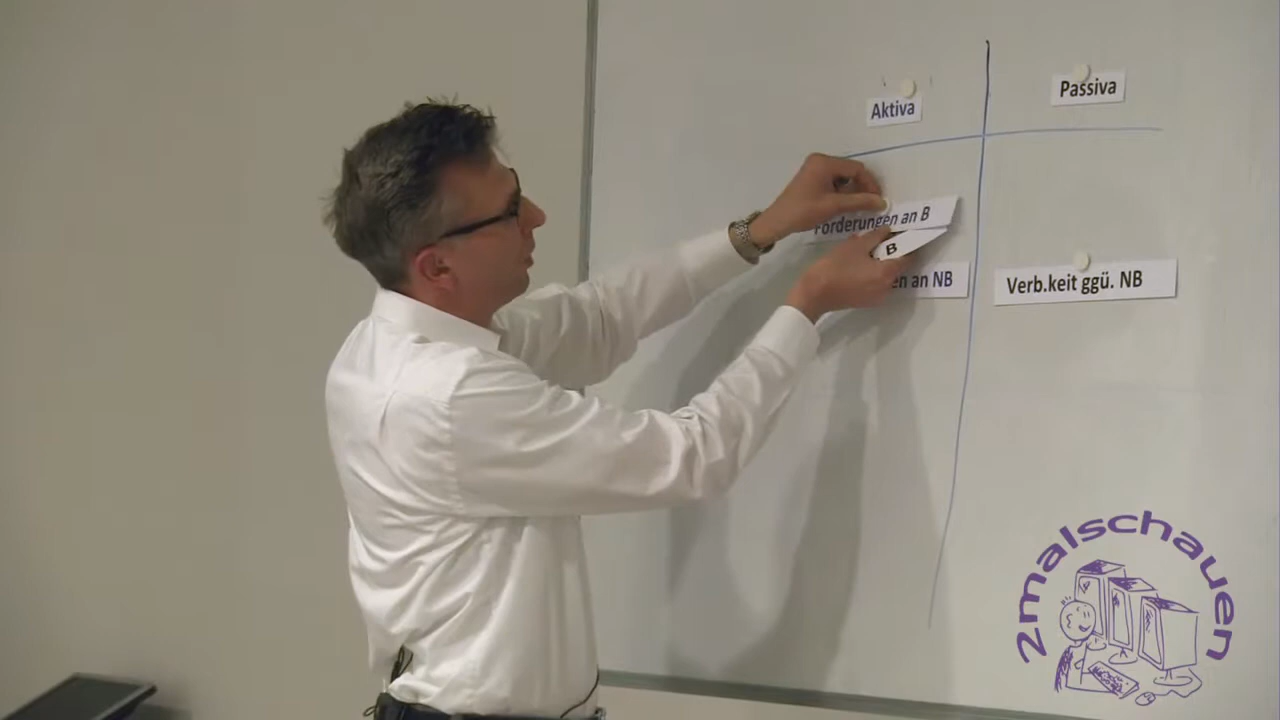 Aktiva
Passiva
Forderungen an B
B
en an NB
Verb.keit ggü. NB
2malschauen